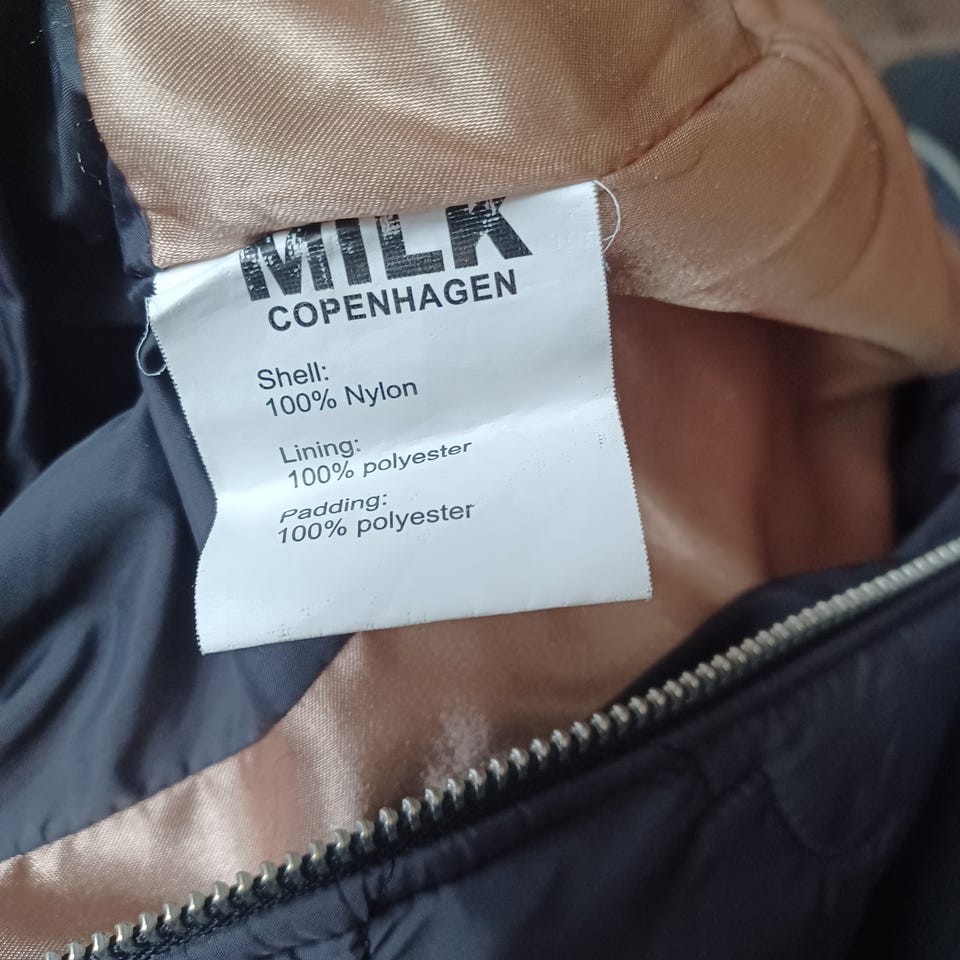 MILK
COPENHAGEN
Shell:
100% Nylon
Lining:
100% polyester
Padding:
100% polyester